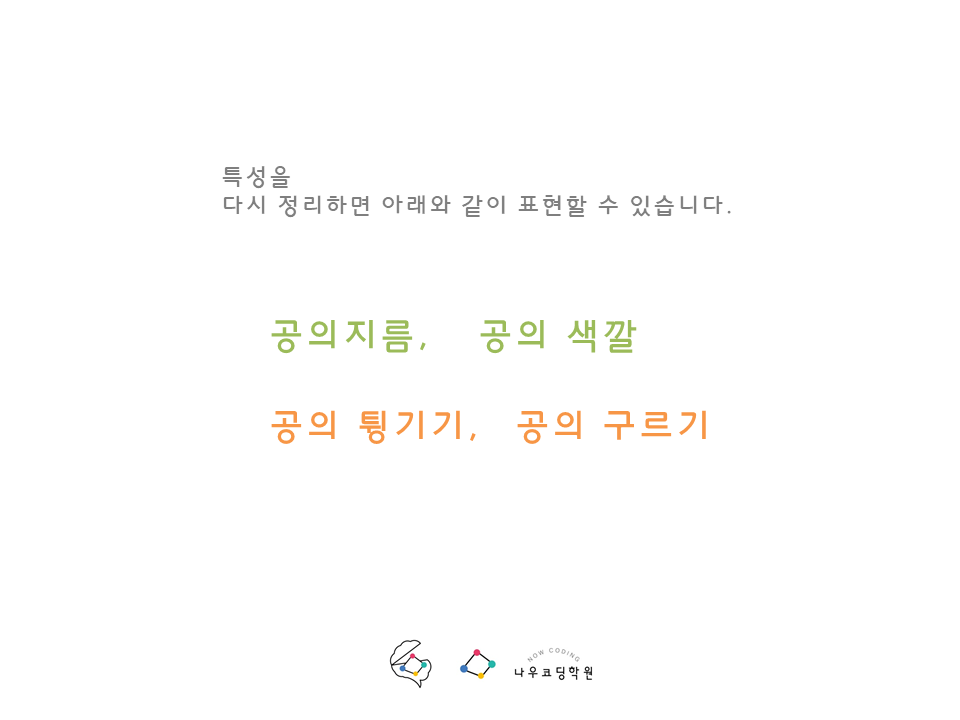 특성을
다시 정리하면 아래와 같이 표현할 수 있습니다.
공의지름, 공의 색깔
공의 튕기기, 공의 구르기
NOW CODING
나우코딩학원